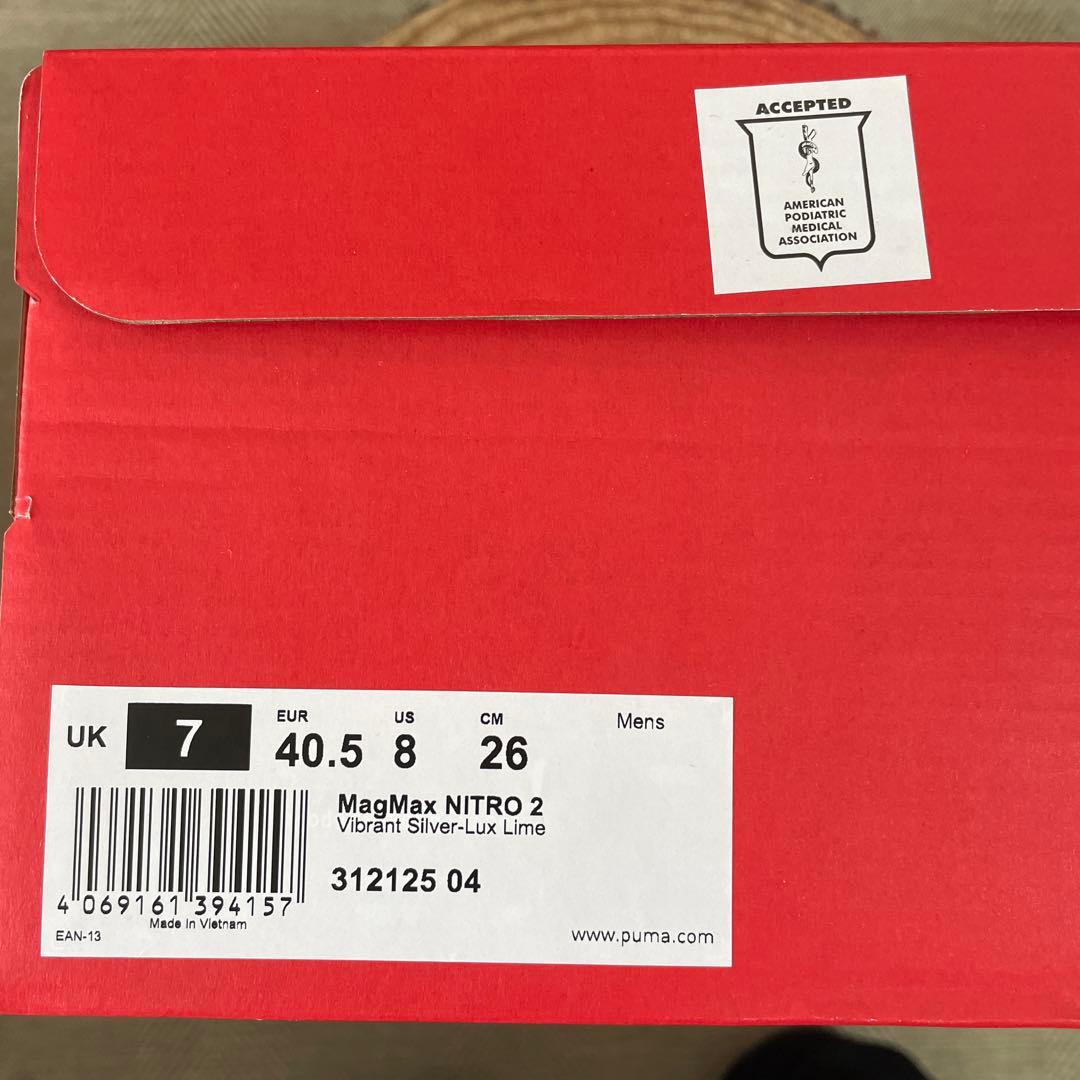 ACCEPTED
AMERICAN
PODIATRIC
MEDICAL
ASSOCIATION
UK 7 EUR 40.5 US 8 CM 26 Mens
MagMax NITRO 2
Vibrant Silver-Lux Lime
312125 04
4 069161 394157
Made in Vietnam
EAN-13
www.puma.com